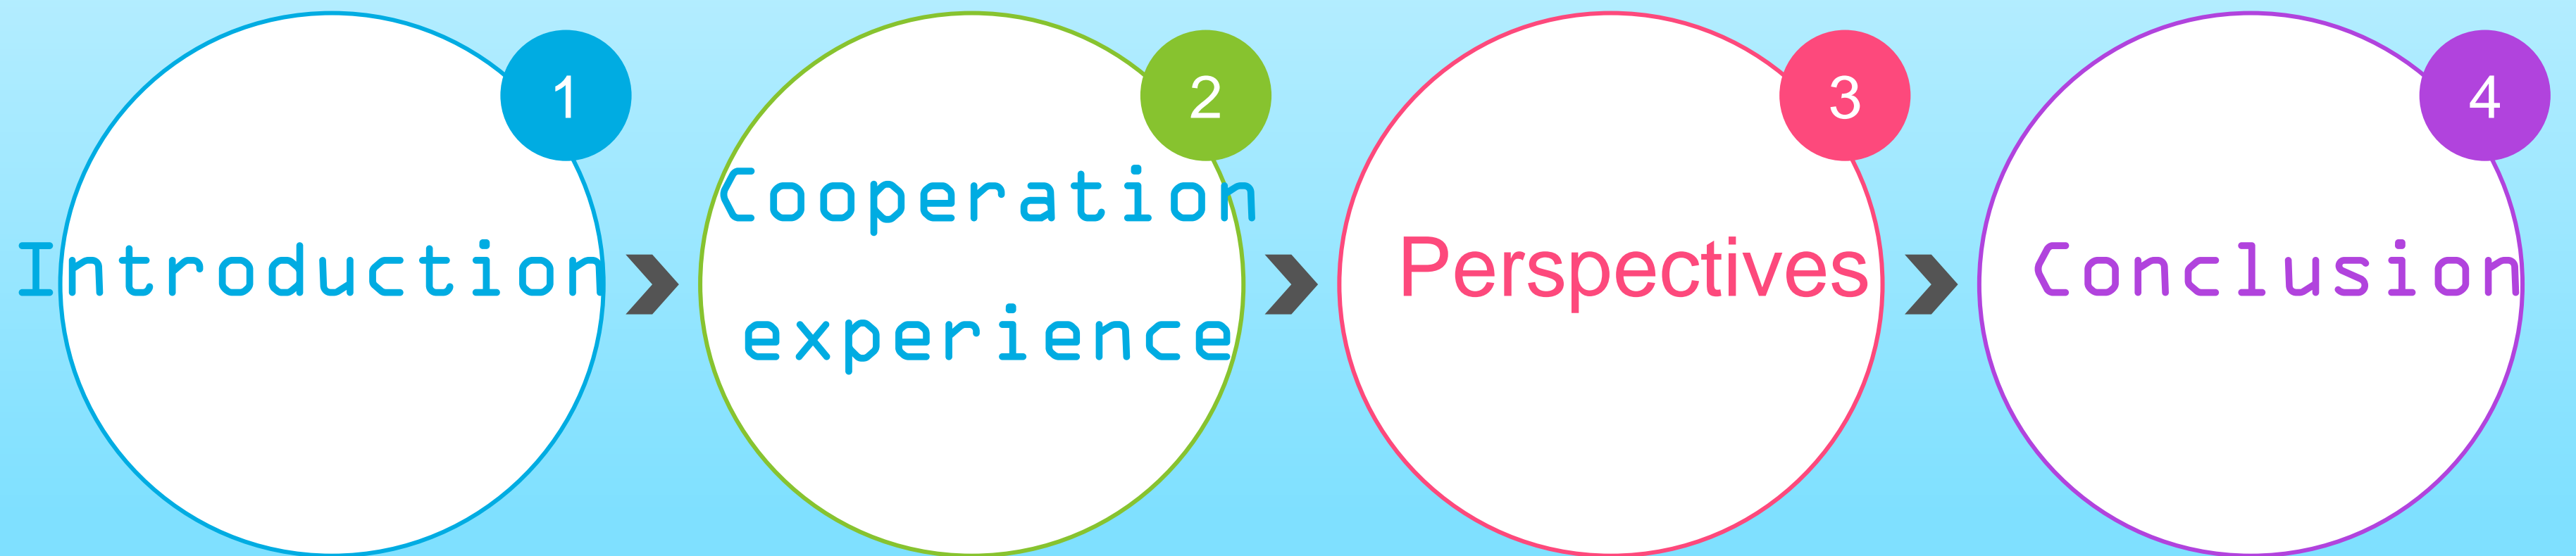 1
Introduction
2
Cooperation
experience
3
Perspectives
4
Conclusion